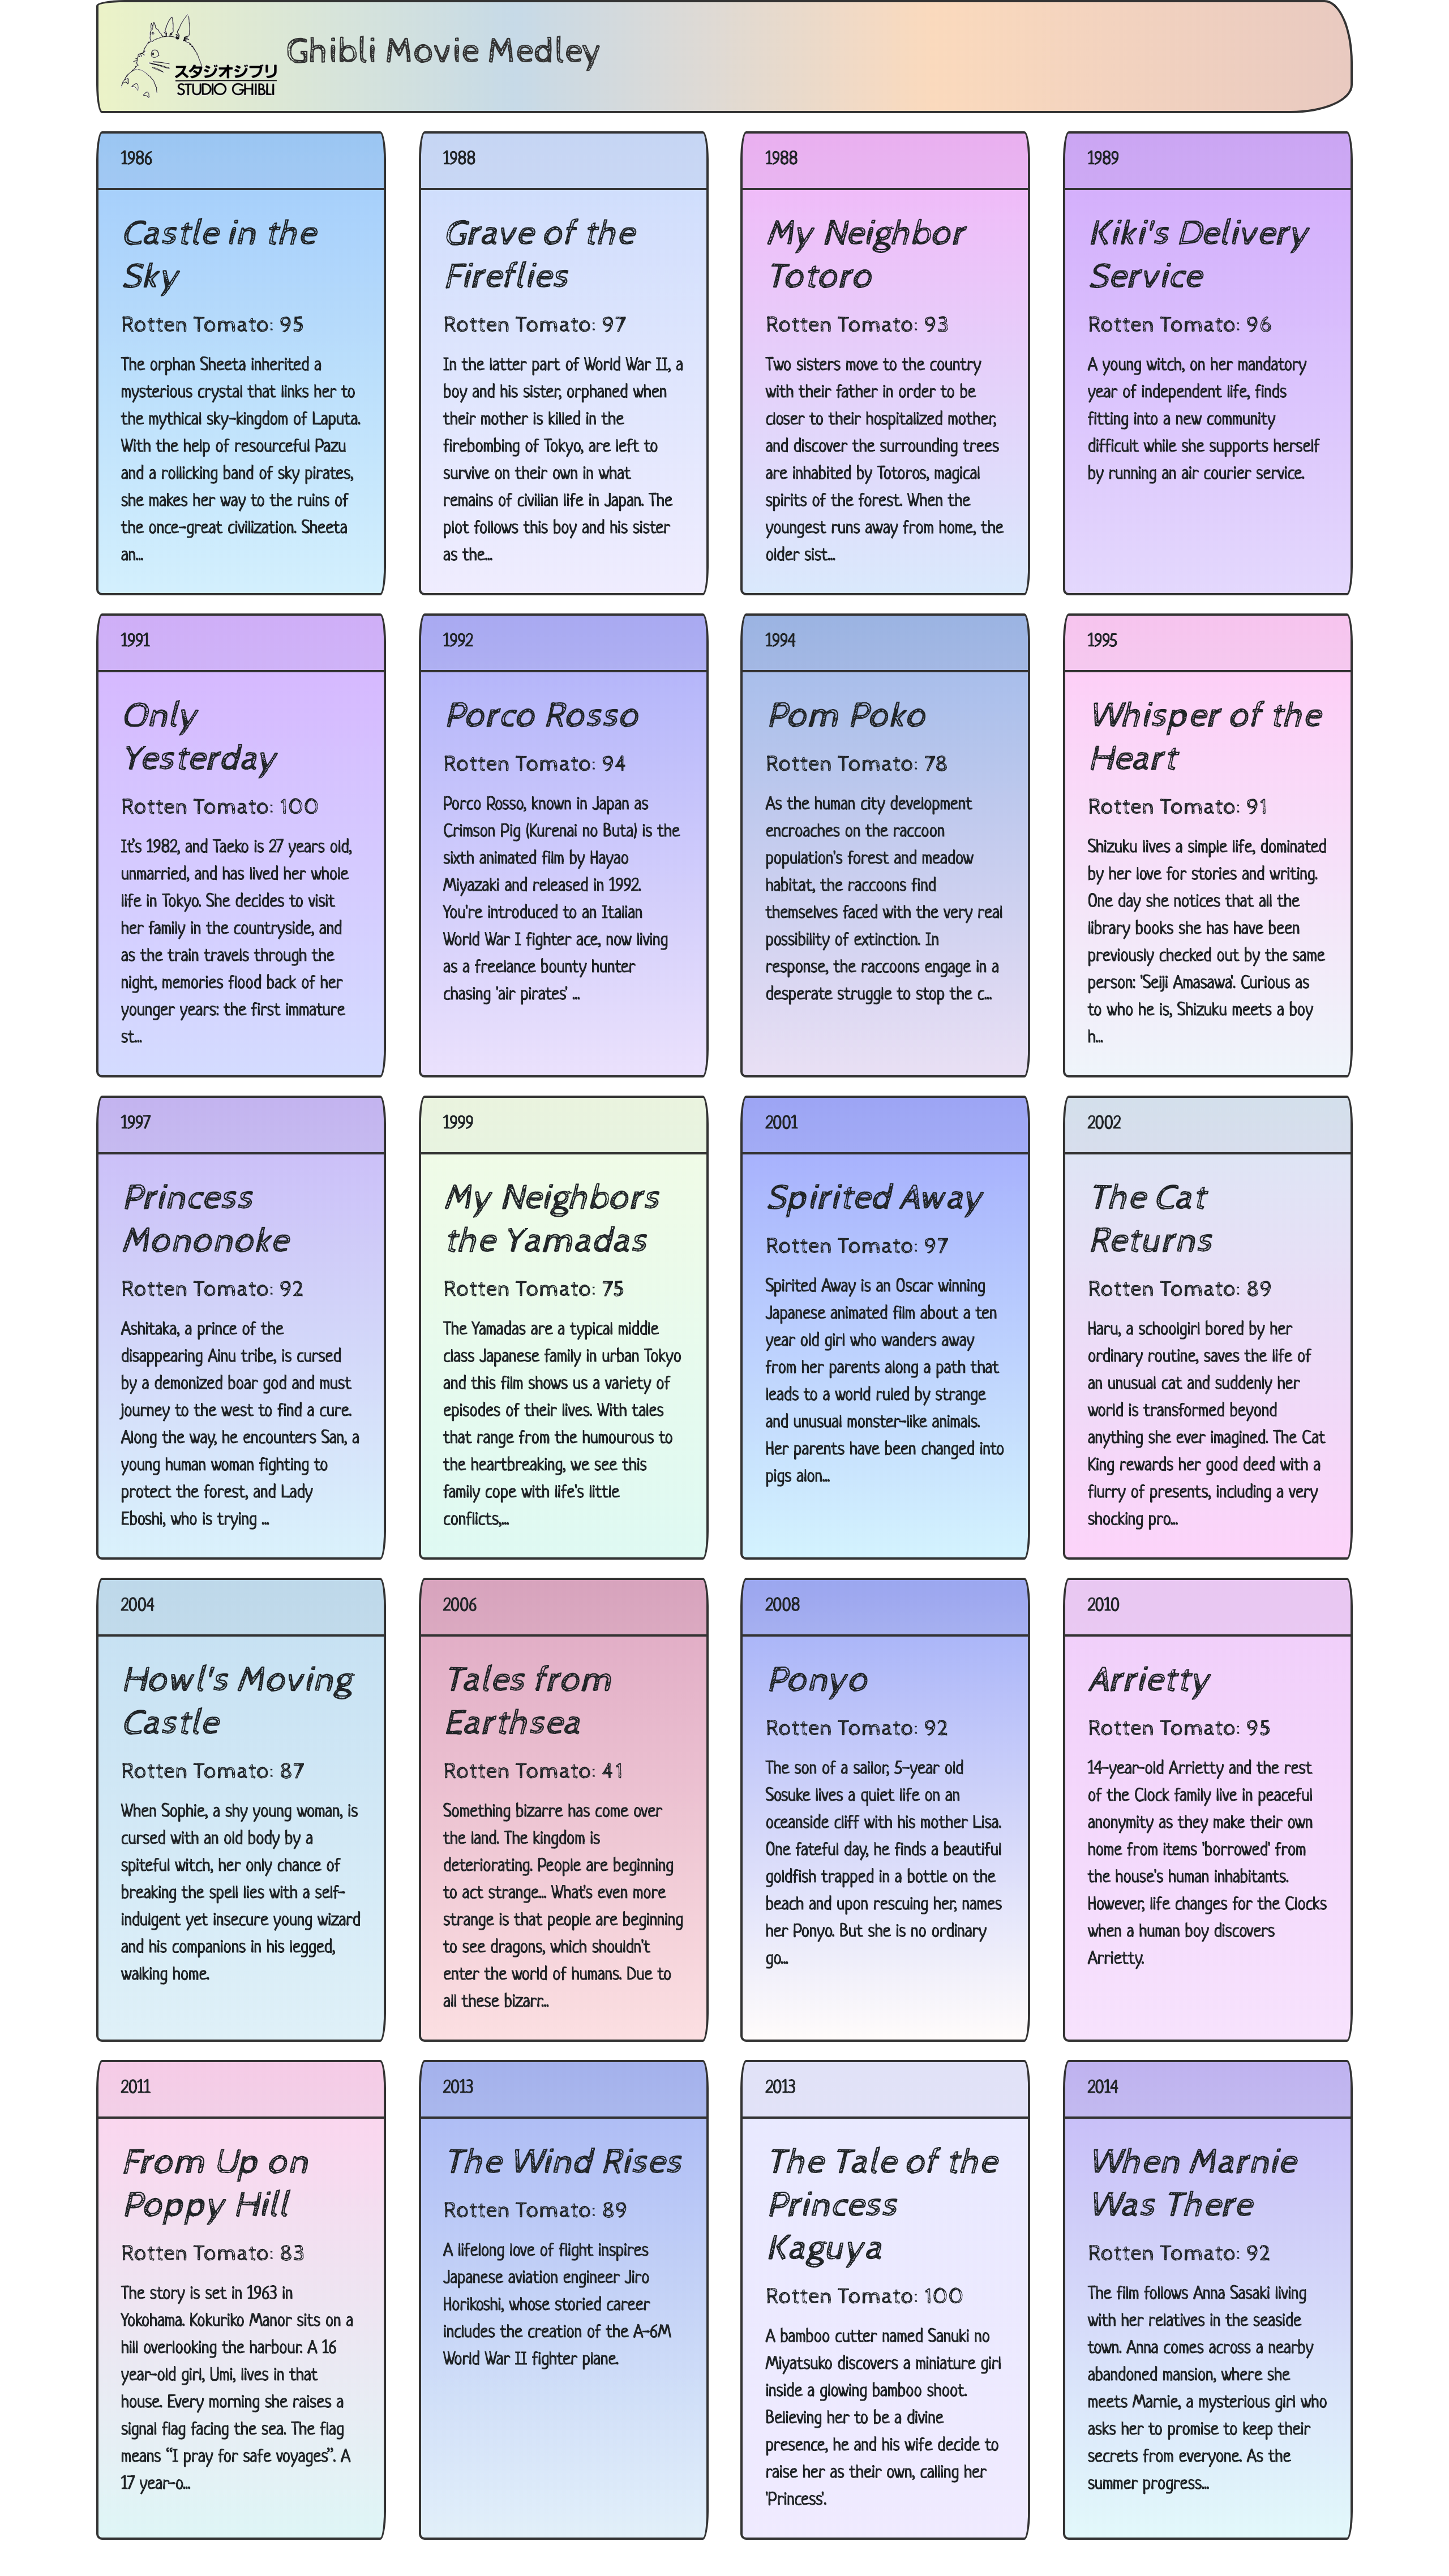 スタジオジブリ
STUDIO GHIBLI
Ghibli Movie Medley
1986
Castle in the
Sky
Rotten Tomato: 95
The orphan Sheeta inherited a
mysterious crystal that links her to
the mythical sky-kingdom of Laputa.
With the help of resourceful Pazu
and a rollicking band of sky pirates,
she makes her way to the ruins of
the once-great civilization. Sheeta
an...
1988
Grave of the
Fireflies
Rotten Tomato: 97
In the latter part of World War II, a
boy and his sister, orphaned when
their mother is killed in the
firebombing of Tokyo, are left to
survive on their own in what
remains of civilian life in Japan. The
plot follows this boy and his sister
as the...
1988
My Neighbor
Totoro
Rotten Tomato: 93
Two sisters move to the country
with their father in order to be
closer to their hospitalized mother,
and discover the surrounding trees
are inhabited by Totoros, magical
spirits of the forest. When the
youngest runs away from home, the
older sist...
1989
Kiki's Delivery
Service
Rotten Tomato: 96
A young witch, on her mandatory
year of independent life, finds
fitting into a new community
difficult while she supports herself
by running an air courier service.
1991
Only
Yesterday
Rotten Tomato: 100
It's 1982, and Taeko is 27 years old,
unmarried, and has lived her whole
life in Tokyo. She decides to visit
her family in the countryside, and
as the train travels through the
night, memories flood back of her
younger years: the first immature
st...
1992
Porco Rosso
Rotten Tomato: 94
Porco Rosso, known in Japan as
Crimson Pig (Kurenai no Buta) is the
sixth animated film by Hayao
Miyazaki and released in 1992.
You're introduced to an Italian
World War I fighter ace, now living
as a freelance bounty hunter
chasing 'air pirates' ...
1994
Pom Poko
Rotten Tomato: 78
As the human city development
encroaches on the raccoon
population's forest and meadow
habitat, the raccoons find
themselves faced with the very real
possibility of extinction. In
response, the raccoons engage in a
desperate struggle to stop the c...
1995
Whisper of the
Heart
Rotten Tomato: 91
Shizuku lives a simple life, dominated
by her love for stories and writing.
One day she notices that all the
library books she has have been
previously checked out by the same
person: 'Seiji Amasawa'. Curious as
to who he is, Shizuku meets a boy
h...
1997
Princess
Mononoke
Rotten Tomato: 92
Ashitaka, a prince of the
disappearing Ainu tribe, is cursed
by a demonized boar god and must
journey to the west to find a cure.
Along the way, he encounters San, a
young human woman fighting to
protect the forest, and Lady
Eboshi, who is trying ...
1999
My Neighbors
the Yamadas
Rotten Tomato: 75
The Yamadas are a typical middle
class Japanese family in urban Tokyo
and this film shows us a variety of
episodes of their lives. With tales
that range from the humourous to
the heartbreaking, we see this
family cope with life's little
conflicts,...
2001
Spirited Away
Rotten Tomato: 97
Spirited Away is an Oscar winning
Japanese animated film about a ten
year old girl who wanders away
from her parents along a path that
leads to a world ruled by strange
and unusual monster-like animals.
Her parents have been changed into
pigs alon...
2002
The Cat
Returns
Rotten Tomato: 89
Haru, a schoolgirl bored by her
ordinary routine, saves the life of
an unusual cat and suddenly her
world is transformed beyond
anything she ever imagined. The Cat
King rewards her good deed with a
flurry of presents, including a very
shocking pro...
2004
Howl's Moving
Castle
Rotten Tomato: 87
When Sophie, a shy young woman, is
cursed with an old body by a
spiteful witch, her only chance of
breaking the spell lies with a self-
indulgent yet insecure young wizard
and his companions in his legged,
walking home.
2006
Tales from
Earthsea
Rotten Tomato: 41
Something bizarre has come over
the land. The kingdom is
deteriorating. People are beginning
to act strange... What's even more
strange is that people are beginning
to see dragons, which shouldn't
enter the world of humans. Due to
all these bizarr...
2008
Ponyo
Rotten Tomato: 92
The son of a sailor, 5-year old
Sosuke lives a quiet life on an
oceanside cliff with his mother Lisa.
One fateful day, he finds a beautiful
goldfish trapped in a bottle on the
beach and upon rescuing her, names
her Ponyo. But she is no ordinary
go...
2010
Arrietty
Rotten Tomato: 95
14-year-old Arrietty and the rest
of the Clock family live in peaceful
anonymity as they make their own
home from items 'borrowed' from
the house's human inhabitants.
However, life changes for the Clocks
when a human boy discovers
Arrietty.
2011
From Up on
Poppy Hill
Rotten Tomato: 83
The story is set in 1963 in
Yokohama. Kokuriko Manor sits on a
hill overlooking the harbour. A 16
year-old girl, Umi, lives in that
house. Every morning she raises a
signal flag facing the sea. The flag
means “I pray for safe voyages”. A
17 year-o...
2013
The Wind Rises
Rotten Tomato: 89
A lifelong love of flight inspires
Japanese aviation engineer Jiro
Horikoshi, whose storied career
includes the creation of the A-6M
World War II fighter plane.
2013
The Tale of the
Princess
Kaguya
Rotten Tomato: 100
A bamboo cutter named Sanuki no
Miyatsuko discovers a miniature girl
inside a glowing bamboo shoot.
Believing her to be a divine
presence, he and his wife decide to
raise her as their own, calling her
'Princess'.
2014
When Marnie
Was There
Rotten Tomato: 92
The film follows Anna Sasaki living
with her relatives in the seaside
town. Anna comes across a nearby
abandoned mansion, where she
meets Marnie, a mysterious girl who
asks her to promise to keep their
secrets from everyone. As the
summer progress...